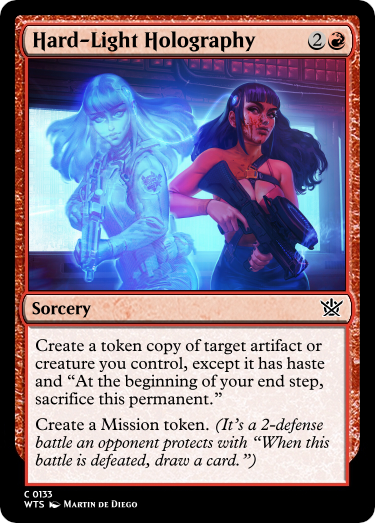 Hard-Light Holography 2
Sorcery
Create a token copy of target artifact or
creature you control, except it has haste
and “At the beginning of your end step,
sacrifice this permanent.”
Create a Mission token. (It’s a 2-defense
battle an opponent protects with “When this
battle is defeated, draw a card.”)
C 0133
WTS Martin de Diego